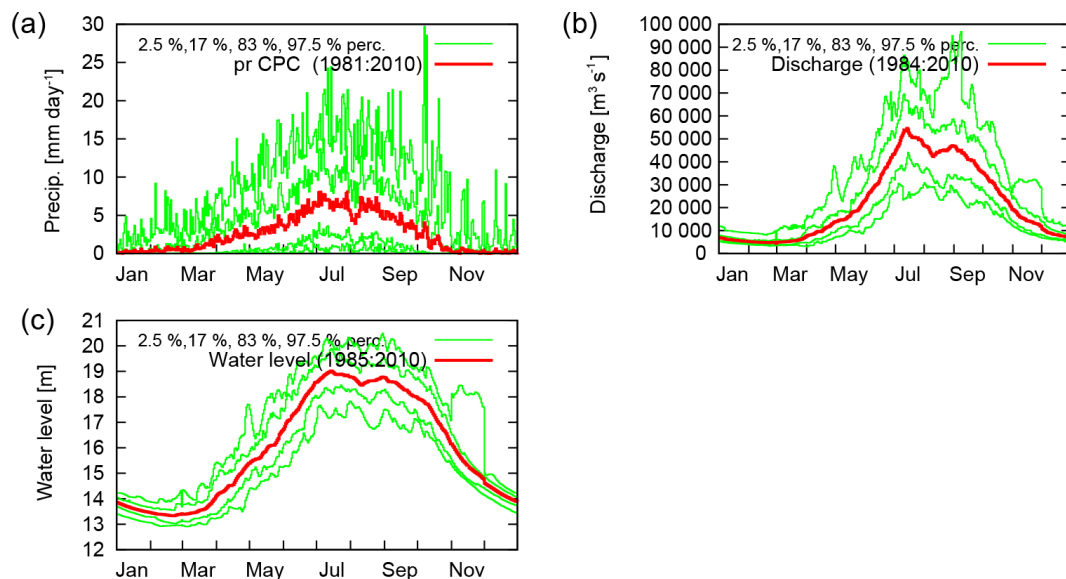 (a)
30
25
20
15
10
5
0
Precip. [mm day⁻¹]
2.5 %,17 %, 83 %, 97.5 % perc.
pr CPC (1981:2010)
Jan Mar May Jul Sep Nov
(b)
100 000
90 000
80 000
70 000
60 000
50 000
40 000
30 000
20 000
10 000
0
Discharge [m³ s⁻¹]
2.5 %,17 %, 83 %, 97.5 % perc.
Discharge (1984:2010)
Jan Mar May Jul Sep Nov
(c)
21
20
19
18
17
16
15
14
13
12
Water level [m]
2.5 %,17 %, 83 %, 97.5 % perc.
Water level (1985:2010)
Jan Mar May Jul Sep Nov